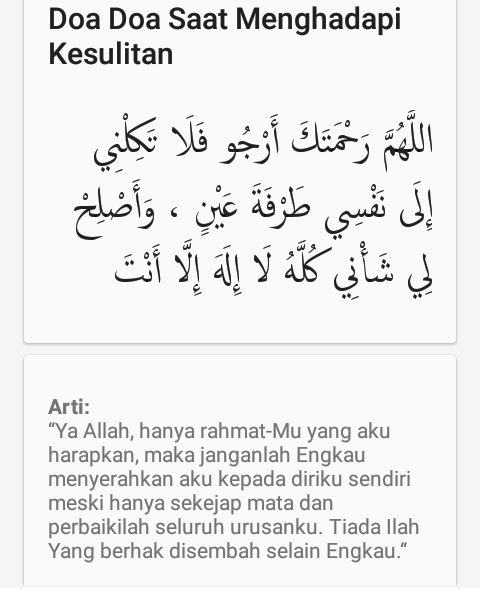 Doa Doa Saat Menghadapi
Kesulitan
اللَّهُمَّ رَحْمَتَكَ أَرْجُو فَلَا تَكِلْنِي
إِلَى نَفْسِي طَرْفَةَ عَيْنٍ ، وَأَصْلِحْ
لِي شَأْنِي كُلَّهُ لَا إِلَهَ إِلَّا أَنْتَ
Arti:
“Ya Allah, hanya rahmat-Mu yang aku
harapkan, maka janganlah Engkau
menyerahkan aku kepada diriku sendiri
meski hanya sekejap mata dan
perbaikilah seluruh urusanku. Tiada Ilah
Yang berhak disembah selain Engkau.“